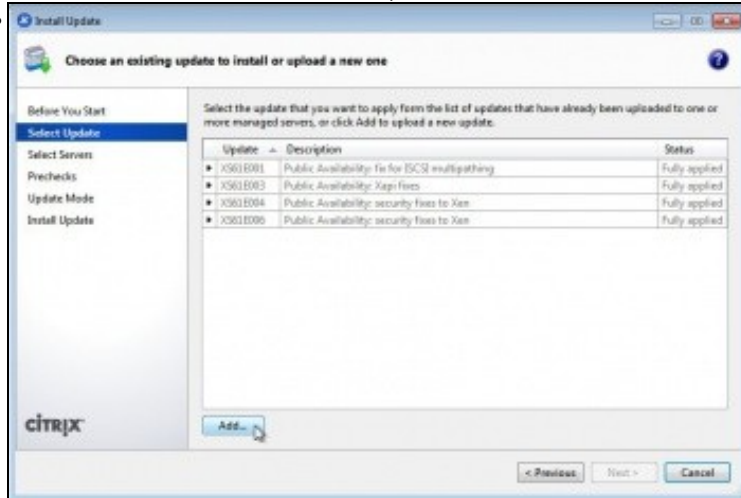 Install Update
Choose an existing update to install or upload a new one
Before You Start
Select Update
Select Servers
Prechecks
Update Mode
Install Update
Select the update that you want to apply form the list of updates that have already been uploaded to one or
more managed servers, or click Add to upload a new update.
Update Description Status
XS61E001 Public Availability: fix for ISCSI multipathing Fully applied
XS61E003 Public Availability: Xapi fixes Fully applied
XS61E004 Public Availability: security fixes to Xen Fully applied
XS61E006 Public Availability: security fixes to Xen Fully applied
CITRIX
Add...
< Previous Next > Cancel